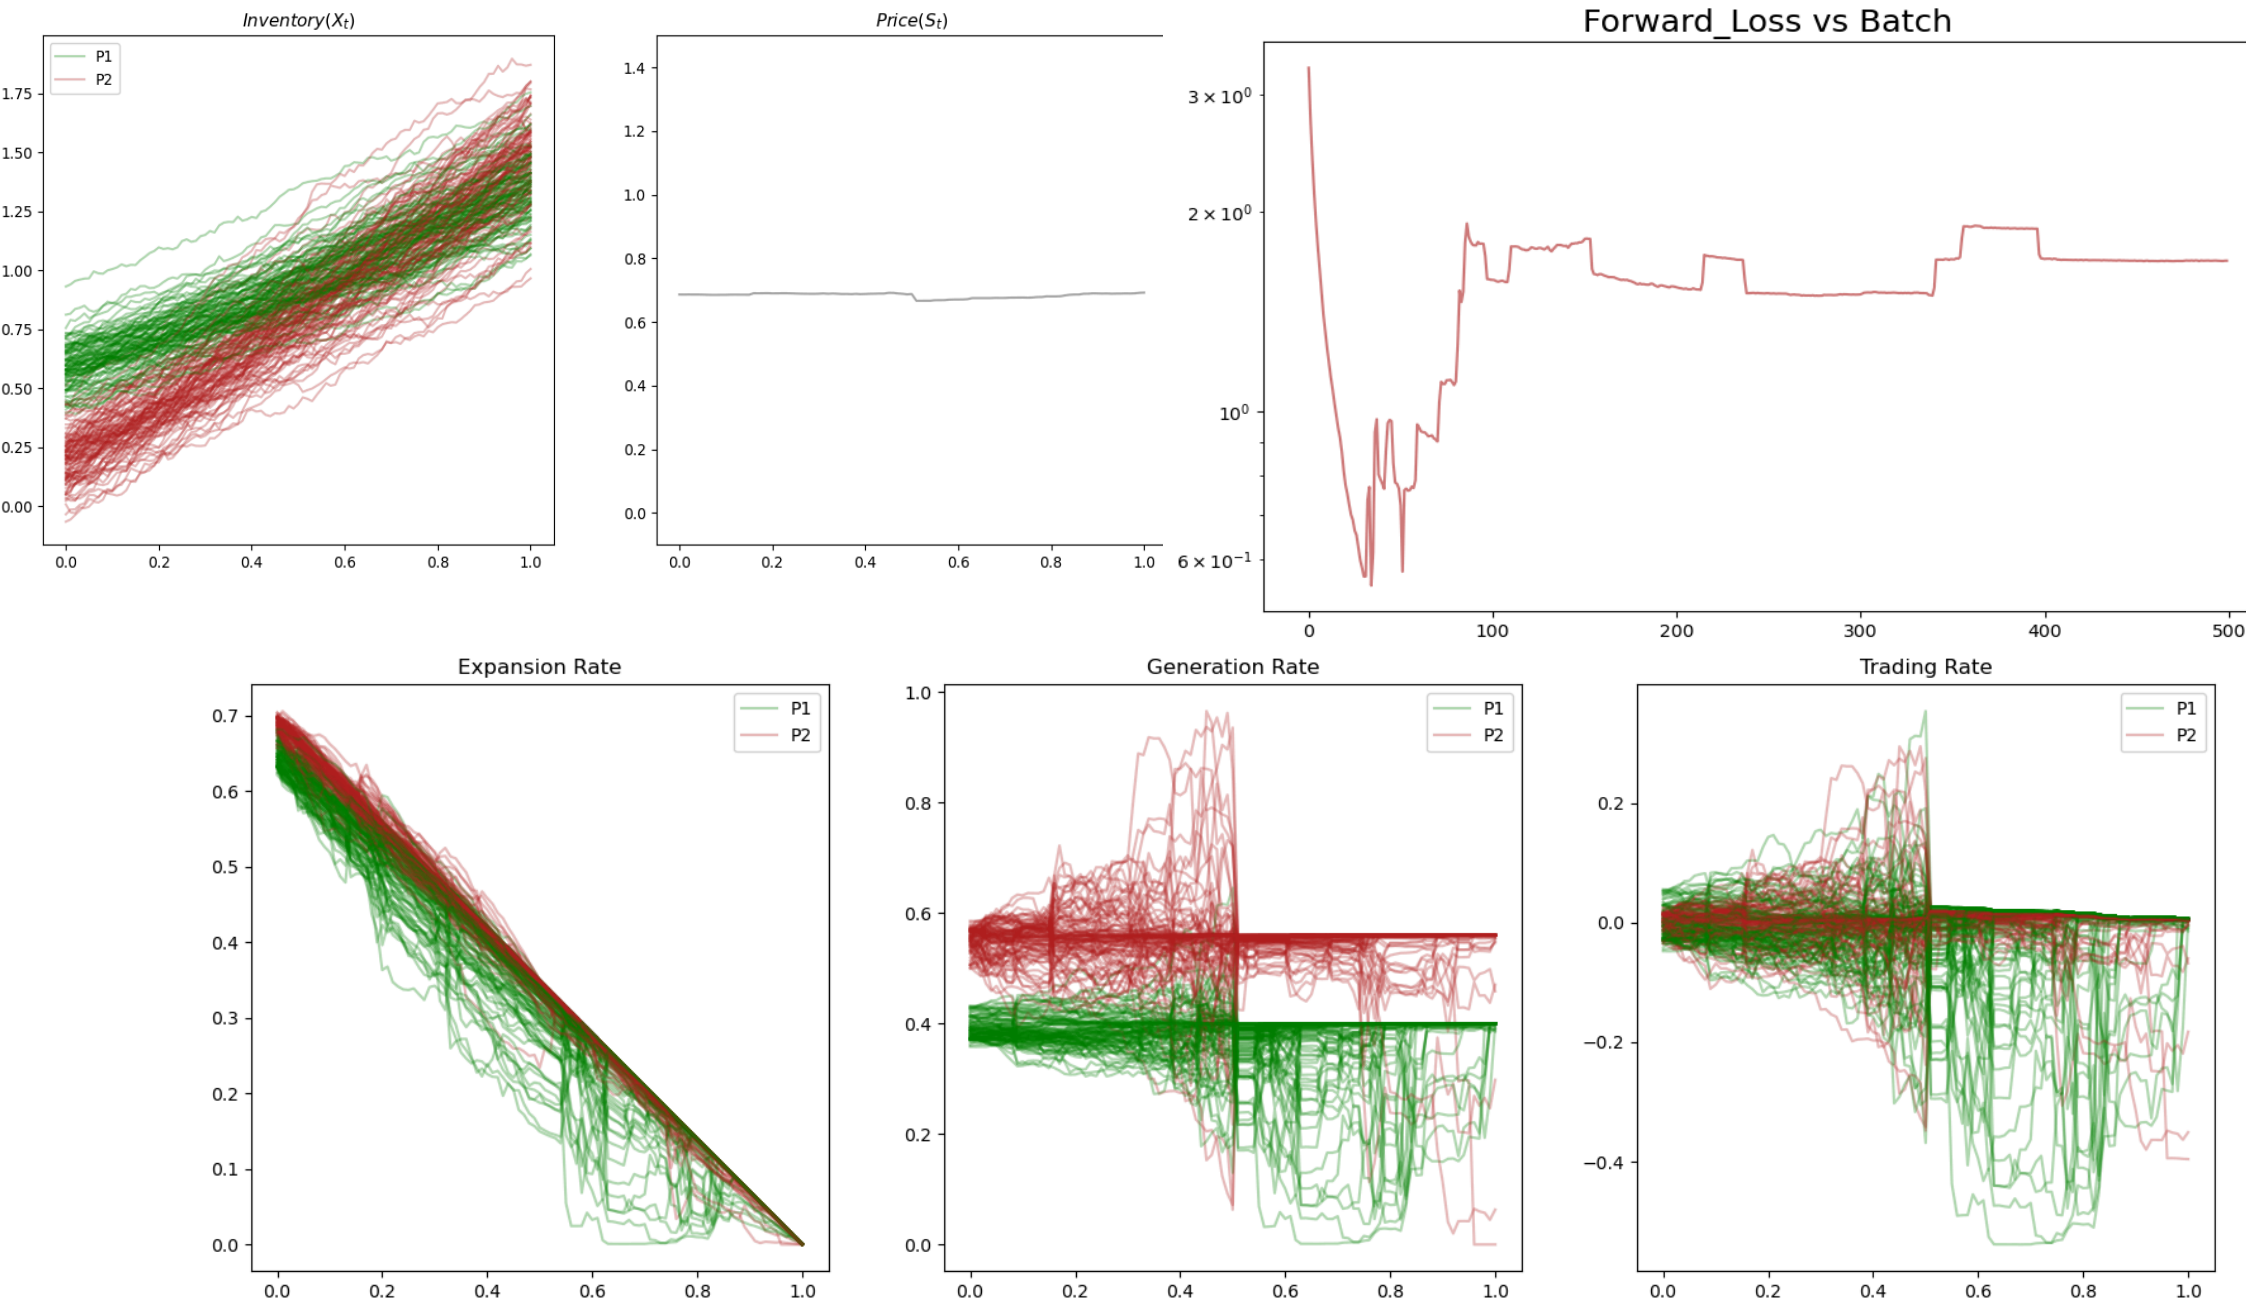 Inventory(Xt)
P1
P2
1.75
1.50
1.25
1.00
0.75
0.50
0.25
0.00
0.0 0.2 0.4 0.6 0.8 1.0
Price(St)
1.4
1.2
1.0
0.8
0.6
0.4
0.2
0.0
0.0 0.2 0.4 0.6 0.8 1.0
Forward_Loss vs Batch
3 × 10⁰
2 × 10⁰
10⁰
6 × 10⁻¹
0 100 200 300 400 500
Expansion Rate
P1
P2
0.7
0.6
0.5
0.4
0.3
0.2
0.1
0.0
0.0 0.2 0.4 0.6 0.8 1.0
Generation Rate
P1
P2
1.0
0.8
0.6
0.4
0.2
0.0
0.0 0.2 0.4 0.6 0.8 1.0
Trading Rate
P1
P2
0.2
0.0
−0.2
−0.4
0.0 0.2 0.4 0.6 0.8 1.0